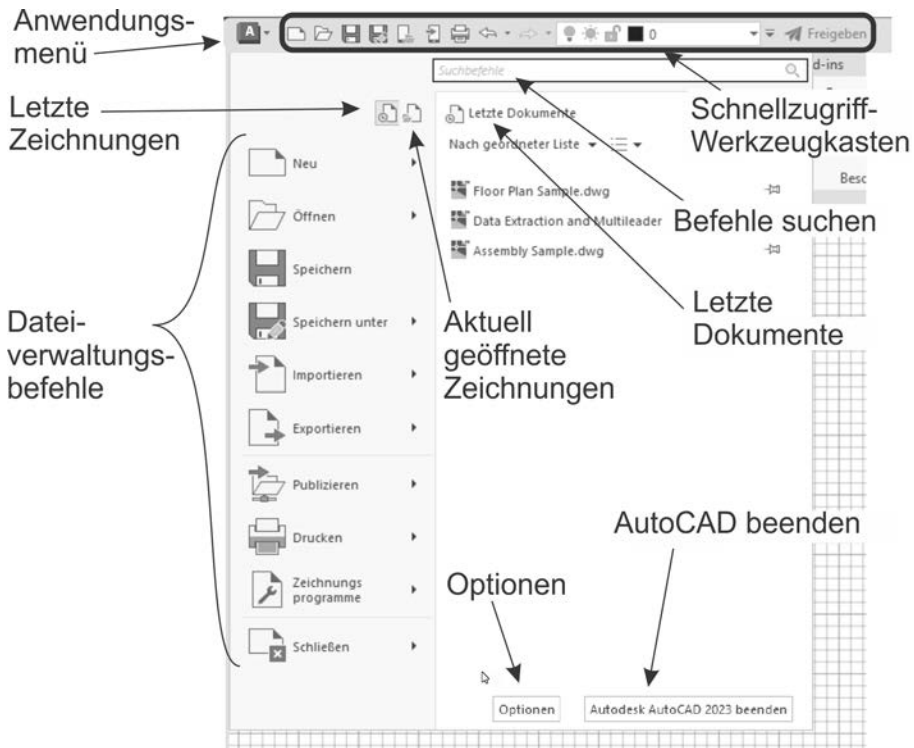 Anwendungs-
menü
A
0
Freigeben
Suchbefehle
d-ins
Letzte
Zeichnungen
Letzte Dokumente
Schnellzugriff-
Werkzeugkasten
Nach geordneter Liste
Neu
Besc
Floor Plan Sample.dwg
Öffnen
Data Extraction and Multileader
Befehle suchen
Assembly Sample.dwg
Speichern
Datei-
verwaltungs-
befehle
Speichern unter
Aktuell
geöffnete
Zeichnungen
Letzte
Dokumente
Importieren
Exportieren
Publizieren
Drucken
AutoCAD beenden
Zeichnungs
programme
Optionen
Schließen
Optionen
Autodesk AutoCAD 2023 beenden